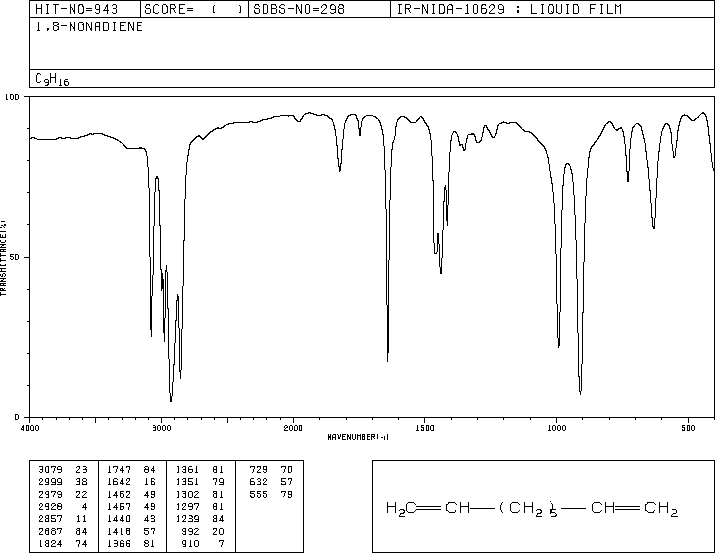 HIT-NO=943 SCORE= ( ) SDBS-NO=298 IR-NIDA-10629 : LIQUID FILM
1,8-NONADIENE
C9H16
100
50
0
TRANSMITTANCE(%)
4000 3000 2000 1500 1000 500
WAVENUMBER(-1)
3079 23 1747 84 1361 81 729 70
2999 38 1642 16 1351 79 632 57
2979 22 1462 49 1302 81 555 79
2928 4 1457 49 1297 81
2857 11 1440 43 1239 84
2687 84 1418 57 992 20
1824 74 1366 81 910 7
H2C=CH—(CH2)5—CH=CH2